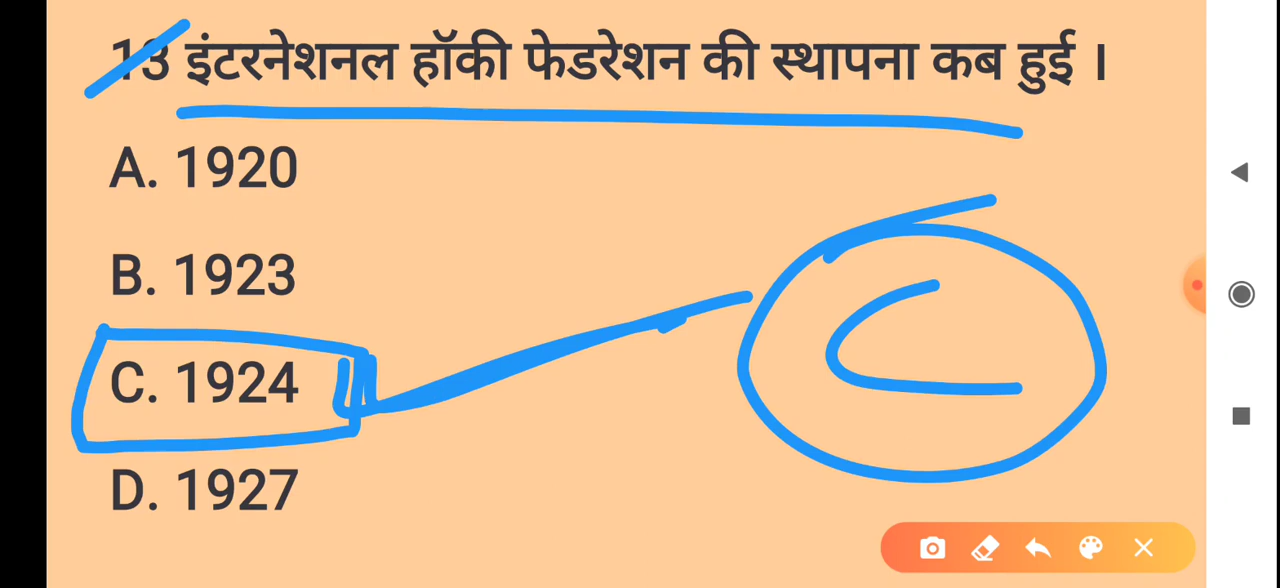 13 इंटरनेशनल हॉकी फेडरेशन की स्थापना कब हुई ।
A. 1920
B. 1923
C. 1924
C
D. 1927